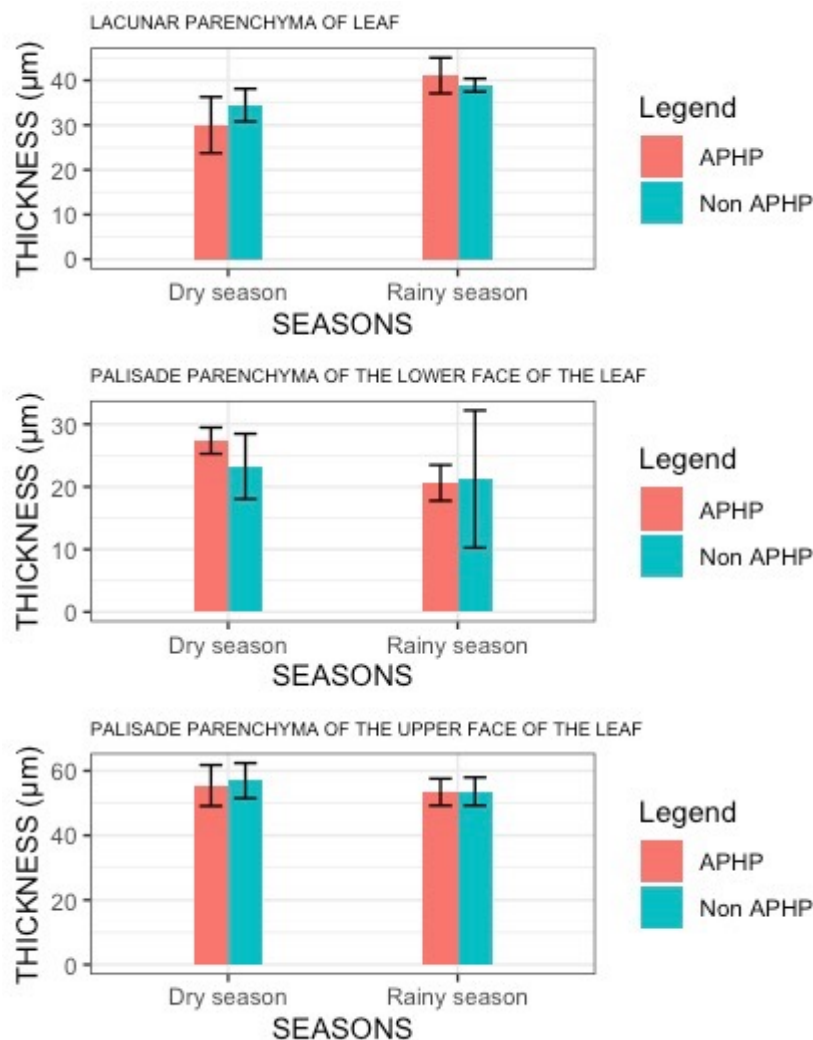 LACUNAR PARENCHYMA OF LEAF
THICKNESS (µm)
40
30
20
10
0
Dry season
Rainy season
SEASONS
Legend
APHP
Non APHP
PALISADE PARENCHYMA OF THE LOWER FACE OF THE LEAF
THICKNESS (µm)
30
20
10
0
Dry season
Rainy season
SEASONS
Legend
APHP
Non APHP
PALISADE PARENCHYMA OF THE UPPER FACE OF THE LEAF
THICKNESS (µm)
60
40
20
0
Dry season
Rainy season
SEASONS
Legend
APHP
Non APHP